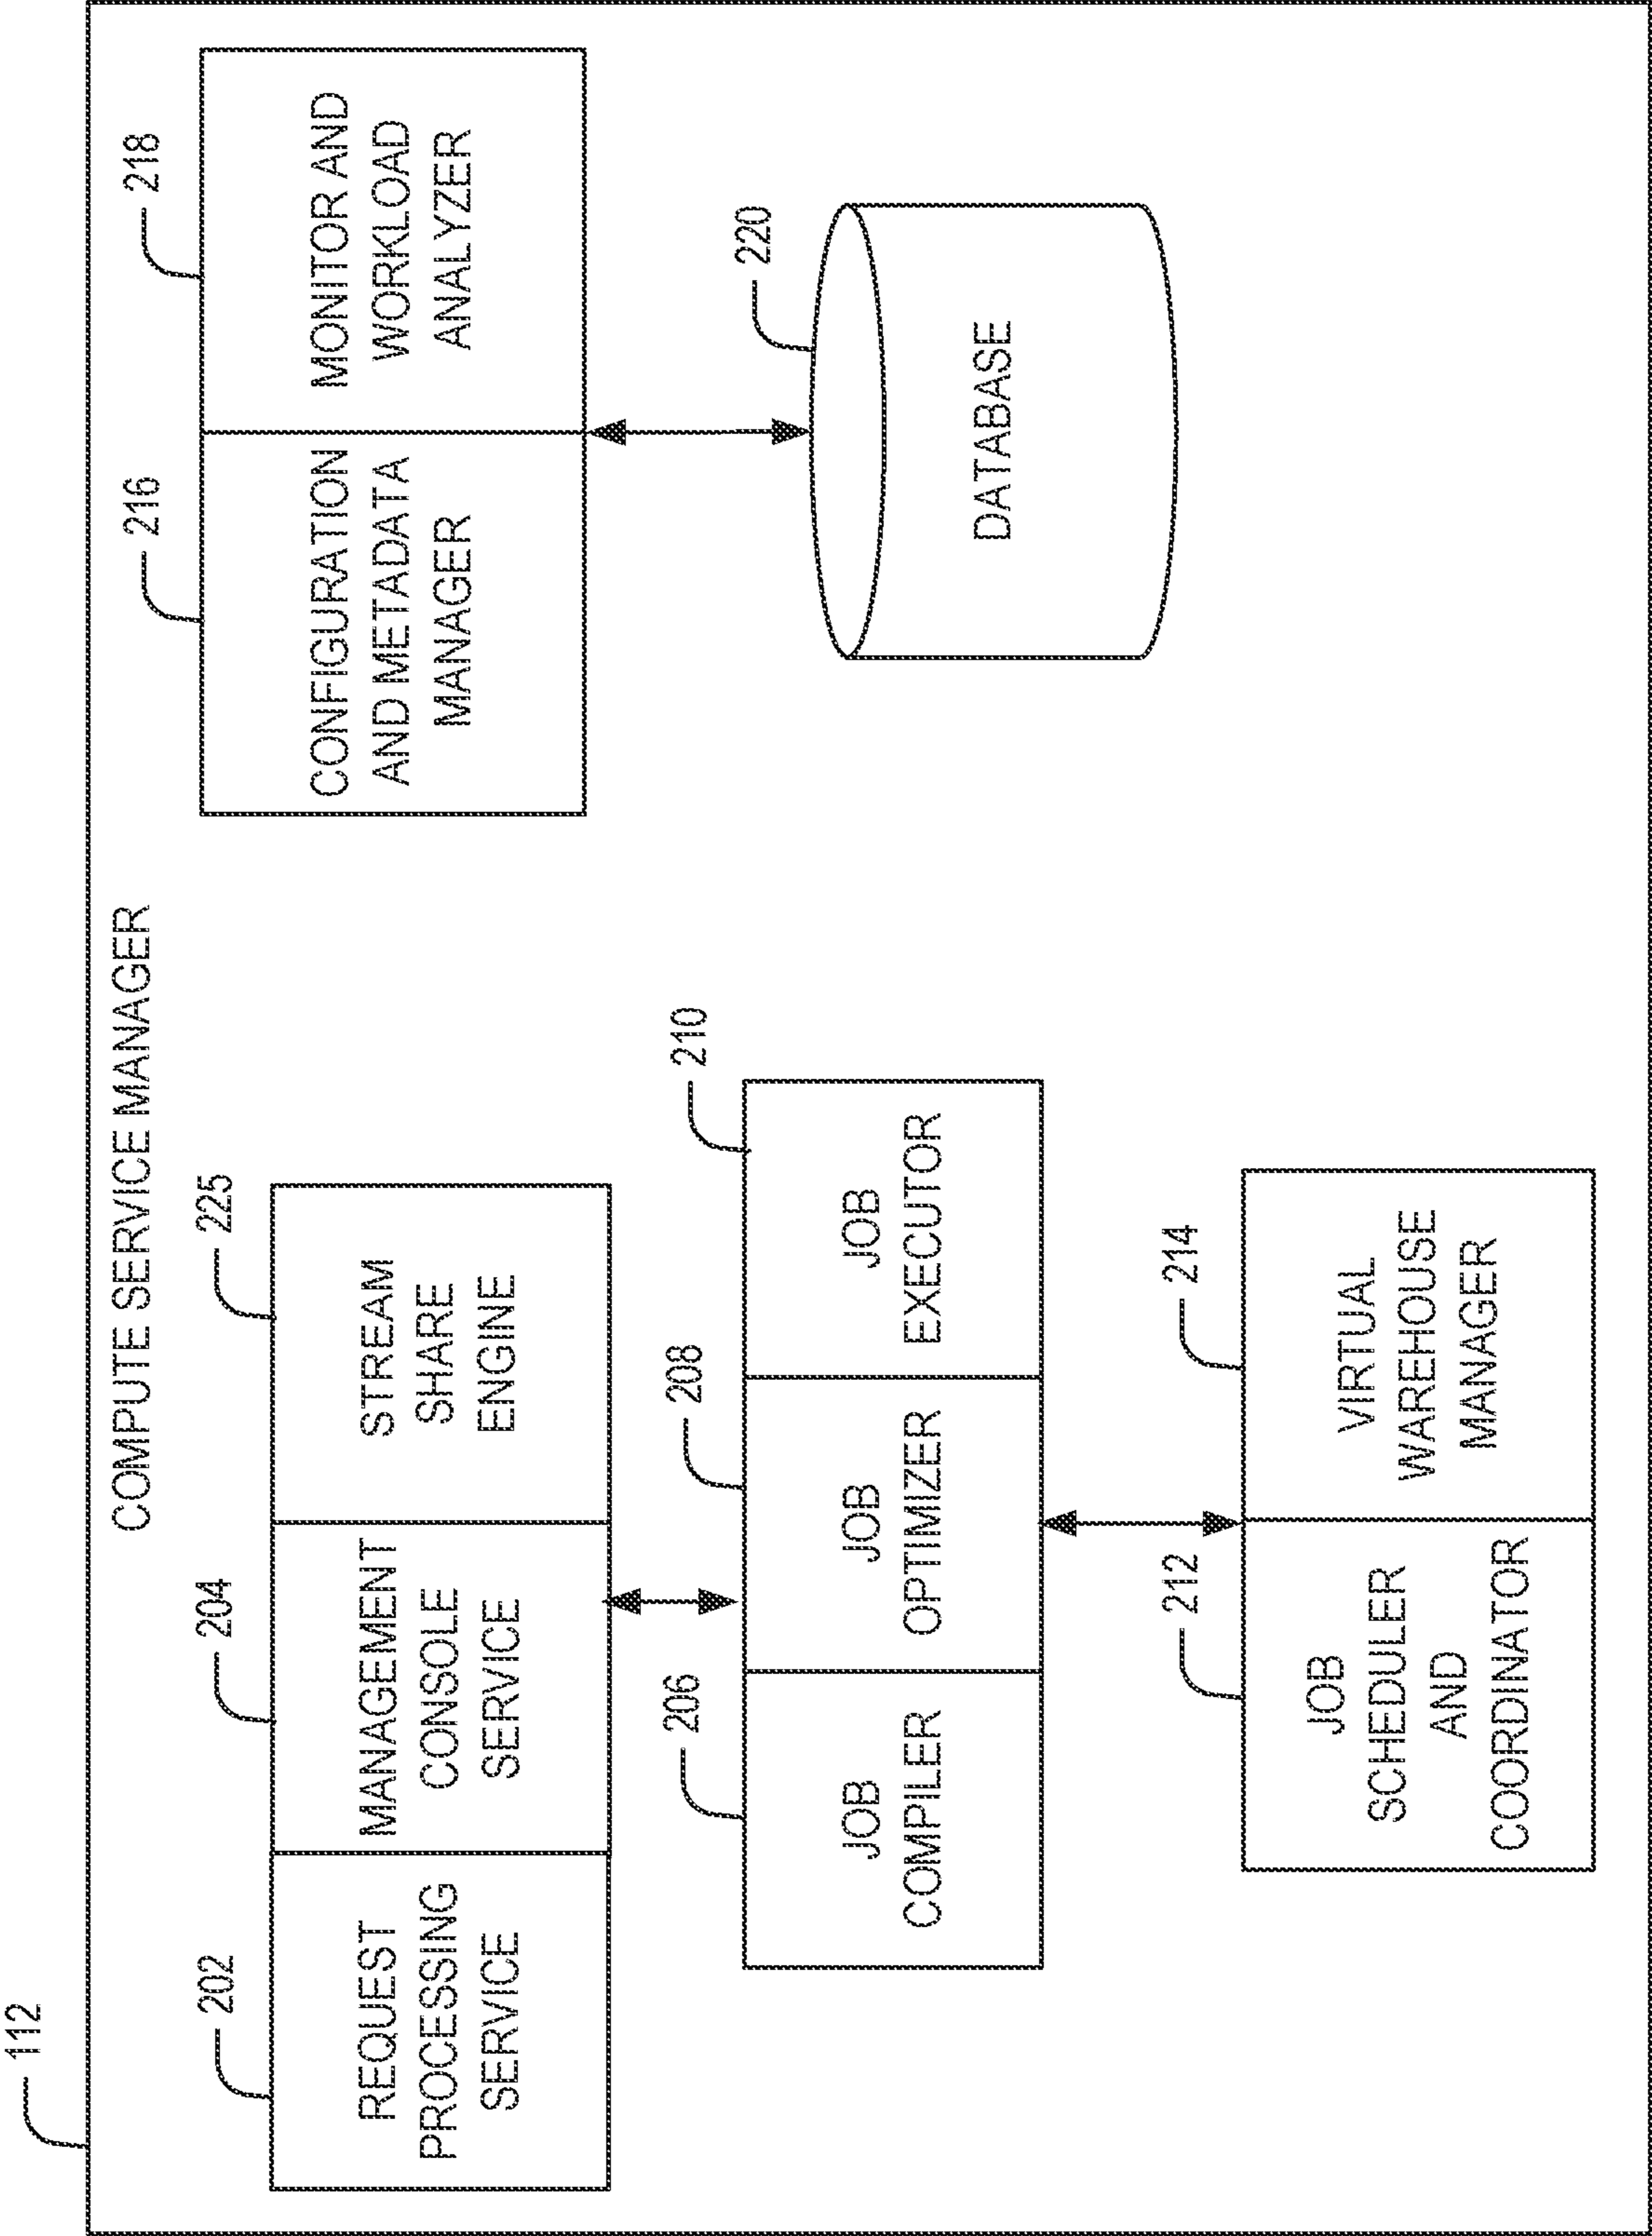 112
COMPUTE SERVICE MANAGER
202
REQUEST
PROCESSING
SERVICE
204
MANAGEMENT
CONSOLE
SERVICE
225
STREAM
SHARE
ENGINE
206
JOB
COMPILER
208
JOB
OPTIMIZER
210
JOB
EXECUTOR
212
JOB
SCHEDULER
AND
COORDINATOR
214
VIRTUAL
WAREHOUSE
MANAGER
216
CONFIGURATION
AND METADATA
MANAGER
218
MONITOR AND
WORKLOAD
ANALYZER
220
DATABASE